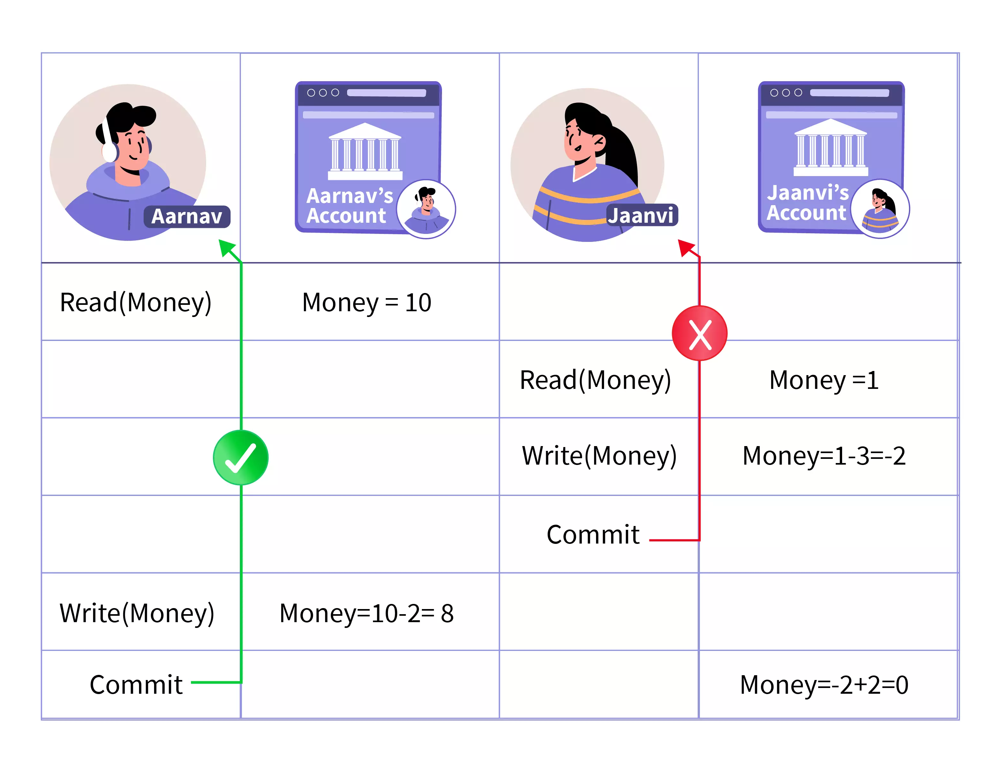 Aarnav
Aarnav’s
Account
Jaanvi
Jaanvi’s
Account
Read(Money)
Money = 10
Read(Money)
Money =1
Write(Money)
Money=1-3=-2
Commit
Write(Money)
Money=10-2= 8
Commit
Money=-2+2=0